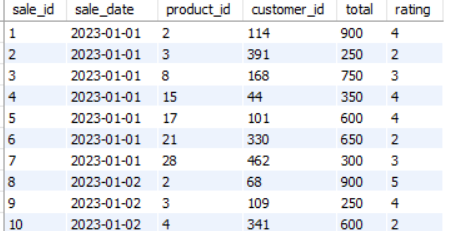 sale_id sale_date product_id customer_id total rating
1 2023-01-01 2 114 900 4
2 2023-01-01 3 391 250 2
3 2023-01-01 8 168 750 3
4 2023-01-01 15 44 350 4
5 2023-01-01 17 101 600 4
6 2023-01-01 21 330 650 2
7 2023-01-01 28 462 300 3
8 2023-01-02 2 68 900 5
9 2023-01-02 3 109 250 4
10 2023-01-02 4 341 600 2